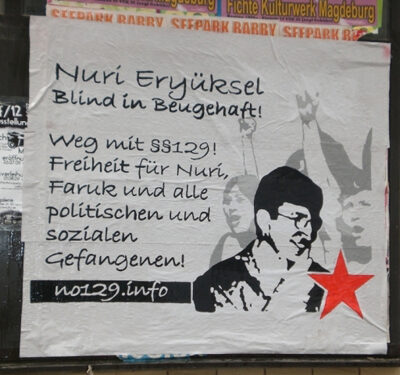 Fichte Kulturwerk Magdeburg
SEEPARK BARBY SEEPARK BARBY SEEPARK
Nuri Eryüksel
Blind in Beugehaft!
Weg mit §§129!
Freiheit für Nuri,
Faruk und alle
politischen und
sozialen
Gefangenen!
no129.info